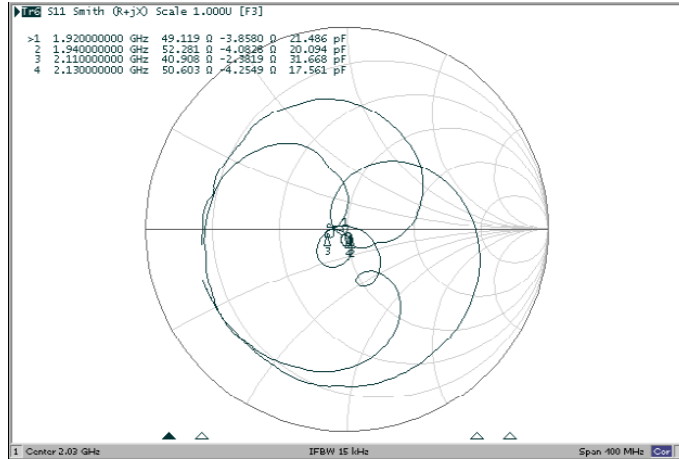 Tr6 S11 Smith (R+jX) Scale 1.000U [F3]
>1 1.920000000 GHz 49.119 Ω -3.8580 Ω 21.486 pF
2 1.940000000 GHz 52.281 Ω -4.0828 Ω 20.094 pF
3 2.110000000 GHz 40.908 Ω -2.3819 Ω 31.668 pF
4 2.130000000 GHz 50.603 Ω -4.2549 Ω 17.561 pF
3
1 Center 2.03 GHz IFBW 15 kHz Span 400 MHz Cor